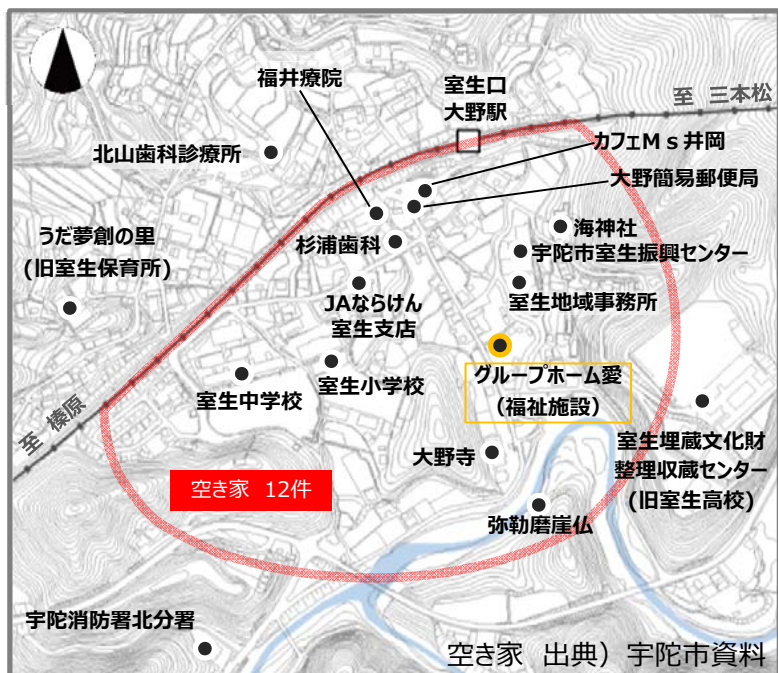 福井療院
室生口
大野駅
至 三本松
カフェＭｓ井岡
北山歯科診療所
大野簡易郵便局
海神社
うだ夢創の里
(旧室生保育所)
杉浦歯科
宇陀市室生振興センター
JAならけん
室生支店
室生地域事務所
室生中学校
室生小学校
グループホーム愛
（福祉施設）
至 榛原
大野寺
室生埋蔵文化財
整理収蔵センター
(旧室生高校)
空き家 12件
弥勒磨崖仏
宇陀消防署北分署
空き家 出典）宇陀市資料